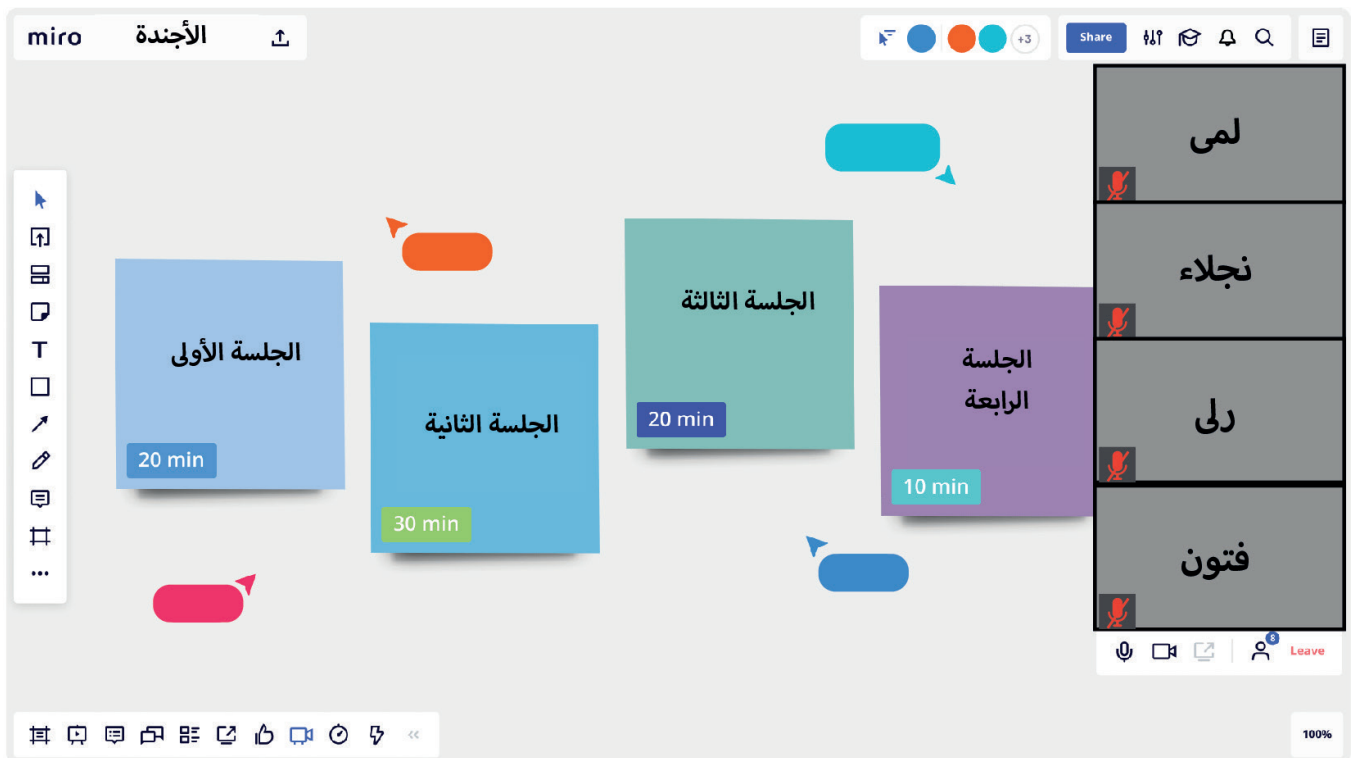 miro
الأجندة
+3
Share
لمى
نجلاء
رلى
فتون
الجلسة الأولى
20 min
الجلسة الثانية
30 min
الجلسة الثالثة
20 min
الجلسة
الرابعة
10 min
T
8
Leave
100%